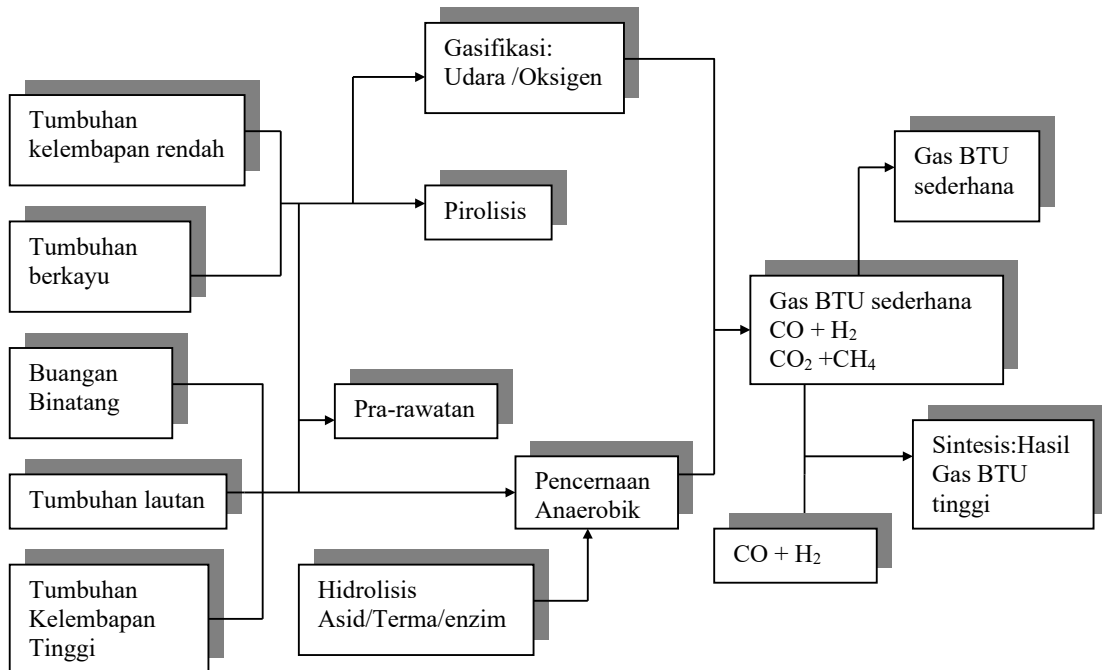 Gasifikasi:
Udara /Oksigen
Tumbuhan
kelembapan rendah
Gas BTU
sederhana
Pirolisis
Tumbuhan
berkayu
Gas BTU sederhana
CO + H₂
CO₂ +CH₄
Buangan
Binatang
Pra-rawatan
Sintesis:Hasil
Gas BTU
tinggi
Tumbuhan lautan
Pencernaan
Anaerobik
CO + H₂
Tumbuhan
Kelembapan
Tinggi
Hidrolisis
Asid/Terma/enzim